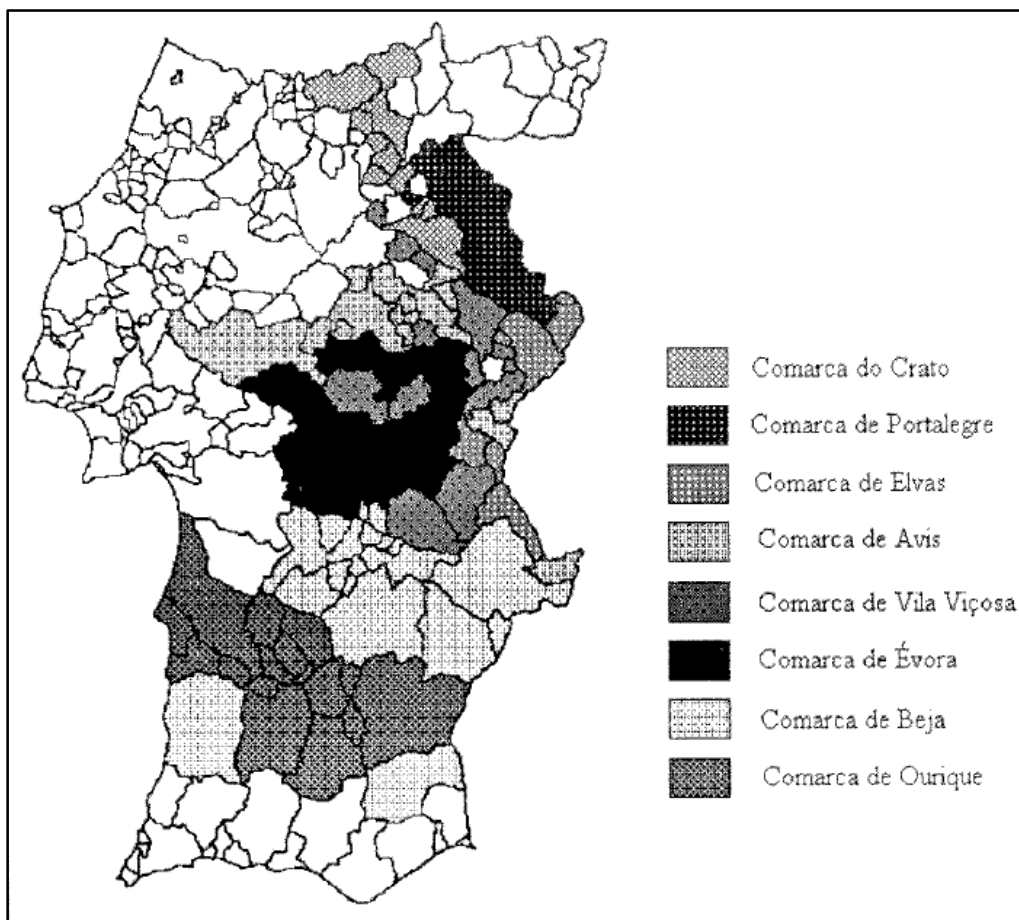 Comarca do Crato
Comarca de Portalegre
Comarca de Elvas
Comarca de Avis
Comarca de Vila Viçosa
Comarca de Évora
Comarca de Beja
Comarca de Ourique